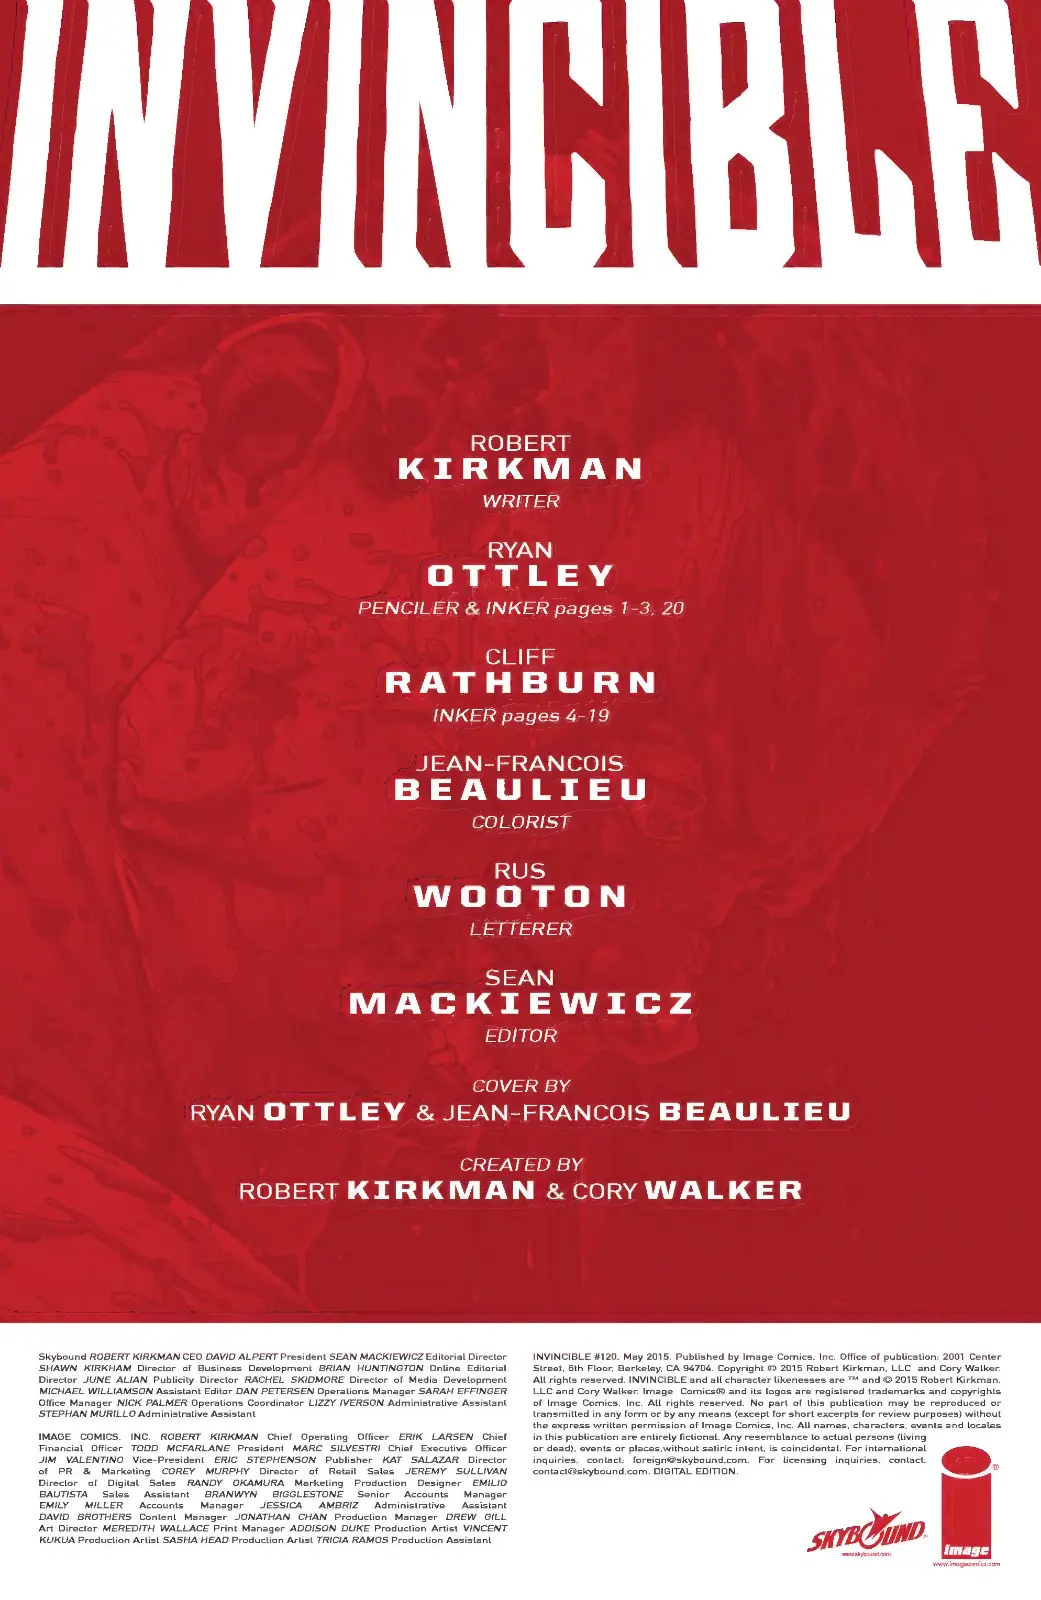 INVINCIBLE
ROBERT
KIRKMAN
WRITER
RYAN
OTTLEY
PENCILER & INKER pages 1-3, 20
CLIFF
RATHBURN
INKER pages 4-19
JEAN-FRANCOIS
BEAULIEU
COLORIST
RUS
WOOTON
LETTERER
SEAN
MACKIEWICZ
EDITOR
COVER BY
RYAN OTTLEY & JEAN-FRANCOIS BEAULIEU
CREATED BY
ROBERT KIRKMAN & CORY WALKER
Skybound ROBERT KIRKMAN CEO DAVID ALPERT President SEAN MACKIEWICZ Editorial Director
SHAWN KIRKHAM Director of Business Development BRIAN HUNTINGTON Online Editorial
Director JUNE ALIAN Publicity Director RACHEL SKIDMORE Director of Media Development
MICHAEL WILLIAMSON Assistant Editor DAN PETERSEN Operations Manager SARAH EFFINGER
Office Manager NICK PALMER Operations Coordinator LIZZY IVERSON Administrative Assistant
STEPHAN MURILLO Administrative Assistant
IMAGE COMICS, INC. ROBERT KIRKMAN Chief Operating Officer ERIK LARSEN Chief
Financial Officer TODD MCFARLANE President MARC SILVESTRI Chief Executive Officer
JIM VALENTINO Vice-President ERIC STEPHENSON Publisher KAT SALAZAR Director
of PR & Marketing COREY MURPHY Director of Retail Sales JEREMY SULLIVAN
Director of Digital Sales RANDY OKAMURA Marketing Production Designer EMILIO
BAUTISTA Sales Assistant BRANWYN BIGGLESTONE Senior Accounts Manager
EMILY MILLER Accounts Manager JESSICA AMBRIZ Administrative Assistant
DAVID BROTHERS Content Manager JONATHAN CHAN Production Manager DREW GILL
Art Director MEREDITH WALLACE Print Manager ADDISON DUKE Production Artist VINCENT
KUKUA Production Artist SASHA HEAD Production Artist TRICIA RAMOS Production Assistant
INVINCIBLE #120. May 2015. Published by Image Comics, Inc. Office of publication: 2001 Center
Street, 6th Floor, Berkeley, CA 94704. Copyright © 2015 Robert Kirkman, LLC and Cory Walker.
All rights reserved. INVINCIBLE and all character likenesses are ™ and © 2015 Robert Kirkman,
LLC and Cory Walker. Image Comics® and its logos are registered trademarks and copyrights
of Image Comics, Inc. All rights reserved. No part of this publication may be reproduced or
transmitted in any form or by any means (except for short excerpts for review purposes) without
the express written permission of Image Comics, Inc. All names, characters, events and locales
in this publication are entirely fictional. Any resemblance to actual persons (living
or dead), events or places,without satiric intent, is coincidental. For international
inquiries, contact: foreign@skybound.com. For licensing inquiries, contact:
contact@skybound.com. DIGITAL EDITION.
SKYBOUND™
www.skybound.com
image®
www.imagecomics.com